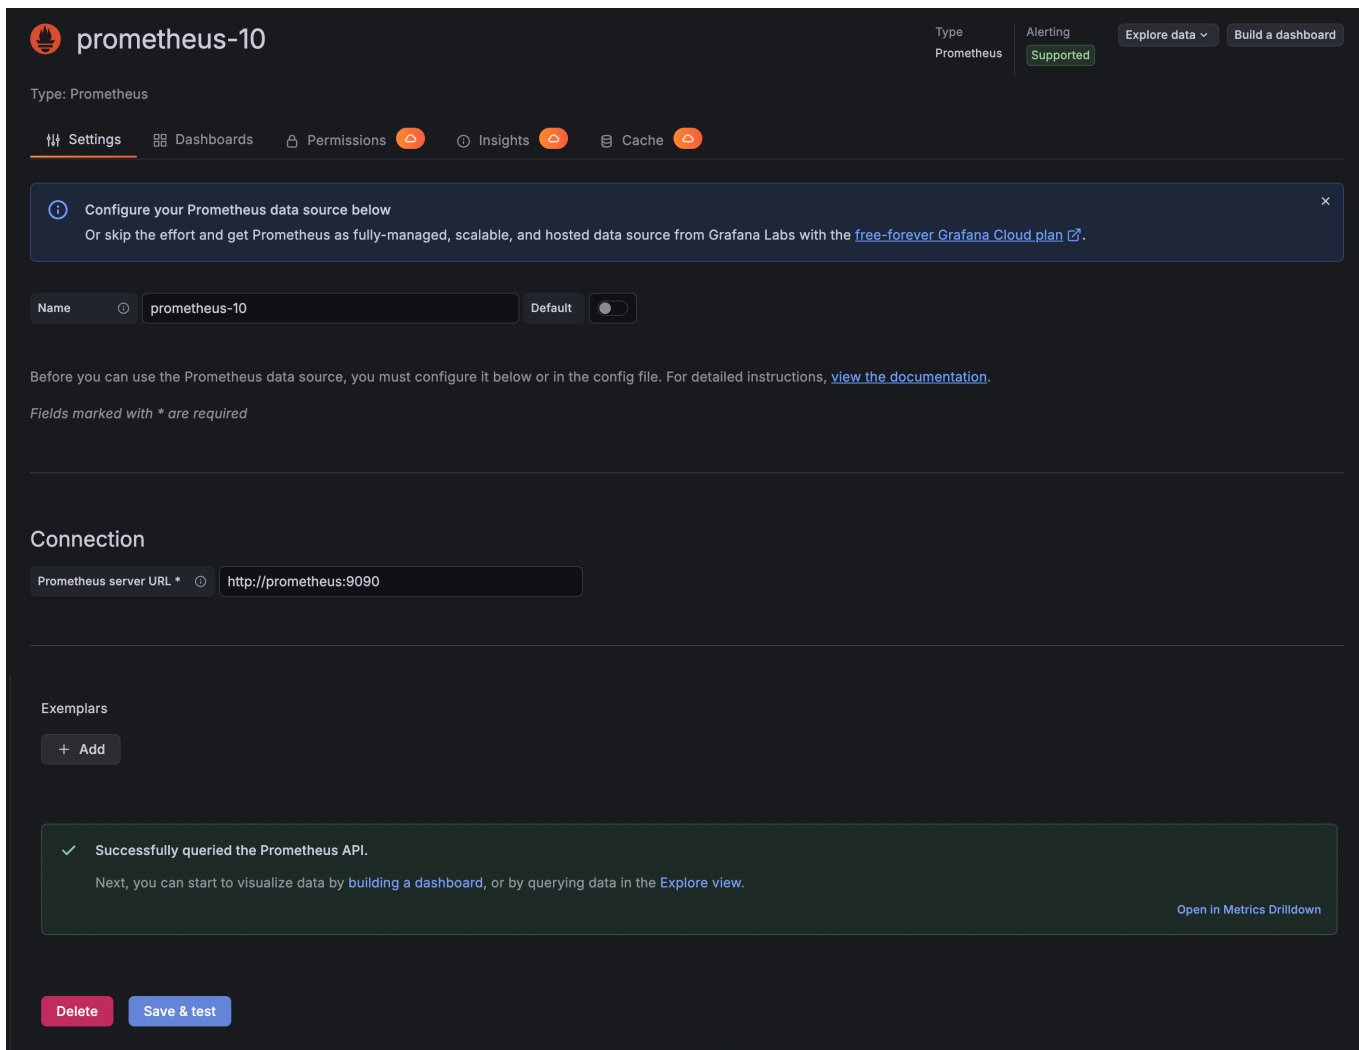 prometheus-10
Type
Prometheus
Alerting
Supported
Explore data
Build a dashboard
Type: Prometheus
Settings
Dashboards
Permissions
Insights
Cache
Configure your Prometheus data source below
Or skip the effort and get Prometheus as fully-managed, scalable, and hosted data source from Grafana Labs with the free-forever Grafana Cloud plan.
Name
prometheus-10
Default
Before you can use the Prometheus data source, you must configure it below or in the config file. For detailed instructions, view the documentation.
Fields marked with * are required
Connection
Prometheus server URL *
http://prometheus:9090
Exemplars
+ Add
Successfully queried the Prometheus API.
Next, you can start to visualize data by building a dashboard, or by querying data in the Explore view.
Open in Metrics Drilldown
Delete
Save & test